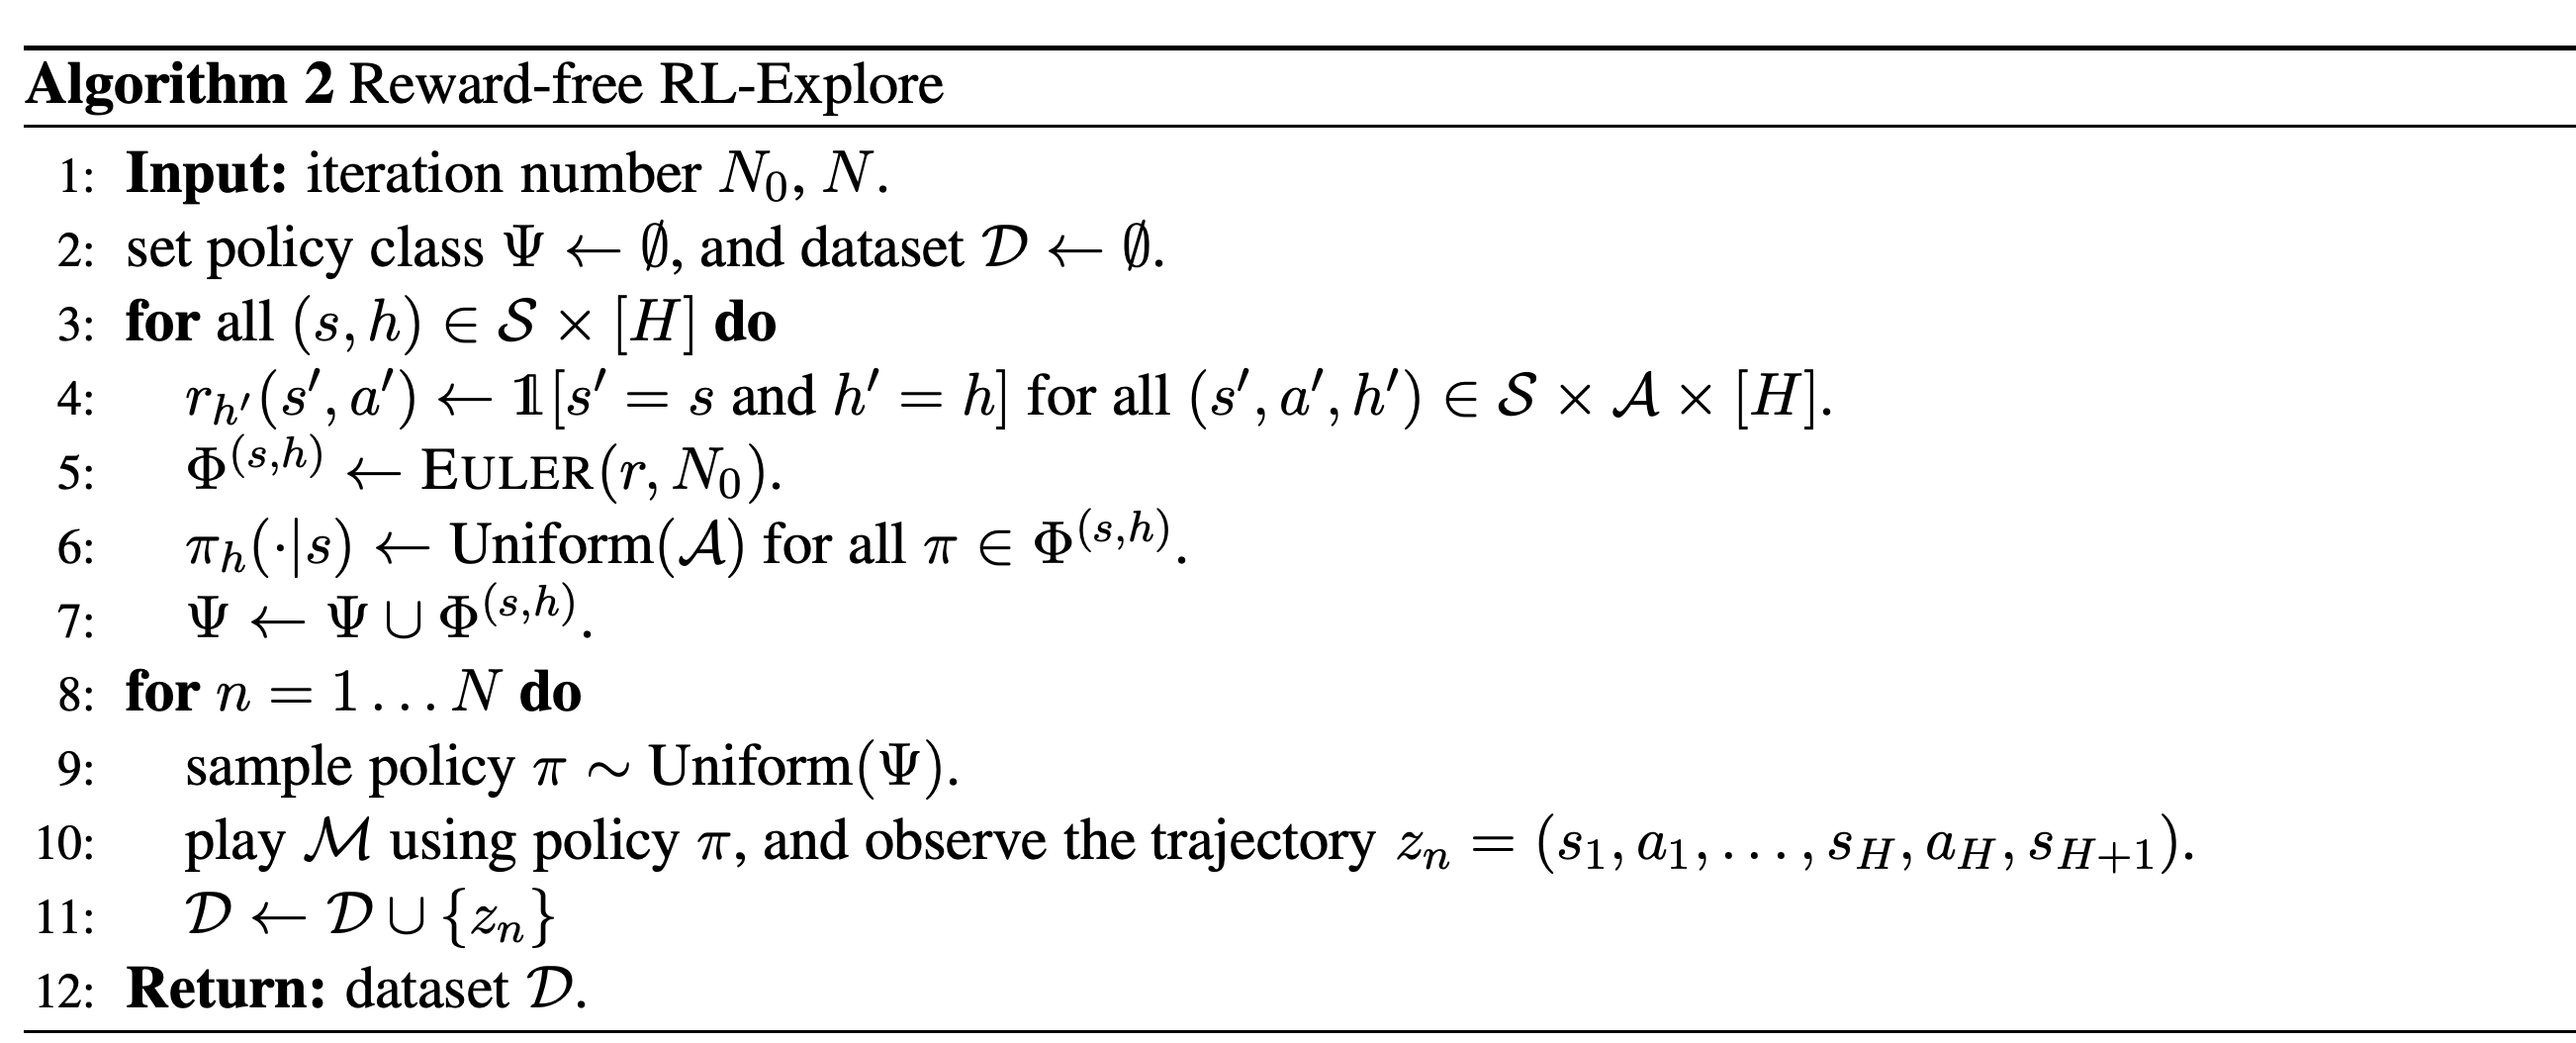 Algorithm 2 Reward-free RL-Explore
1: Input: iteration number $N_0$, $N$.
2: set policy class $\Psi \leftarrow \emptyset$, and dataset $\mathcal{D} \leftarrow \emptyset$.
3: for all $(s, h) \in \mathcal{S} \times [H]$ do
4: $r_{h'}(s', a') \leftarrow \mathbb{1}[s' = s \text{ and } h' = h]$ for all $(s', a', h') \in \mathcal{S} \times \mathcal{A} \times [H]$.
5: $\Phi^{(s,h)} \leftarrow \text{EULER}(r, N_0)$.
6: $\pi_h(\cdot|s) \leftarrow \text{Uniform}(\mathcal{A})$ for all $\pi \in \Phi^{(s,h)}$.
7: $\Psi \leftarrow \Psi \cup \Phi^{(s,h)}$.
8: for $n = 1 \ldots N$ do
9: sample policy $\pi \sim \text{Uniform}(\Psi)$.
10: play $\mathcal{M}$ using policy $\pi$, and observe the trajectory $z_n = (s_1, a_1, \ldots, s_H, a_H, s_{H+1})$.
11: $\mathcal{D} \leftarrow \mathcal{D} \cup \{z_n\}$
12: Return: dataset $\mathcal{D}$.